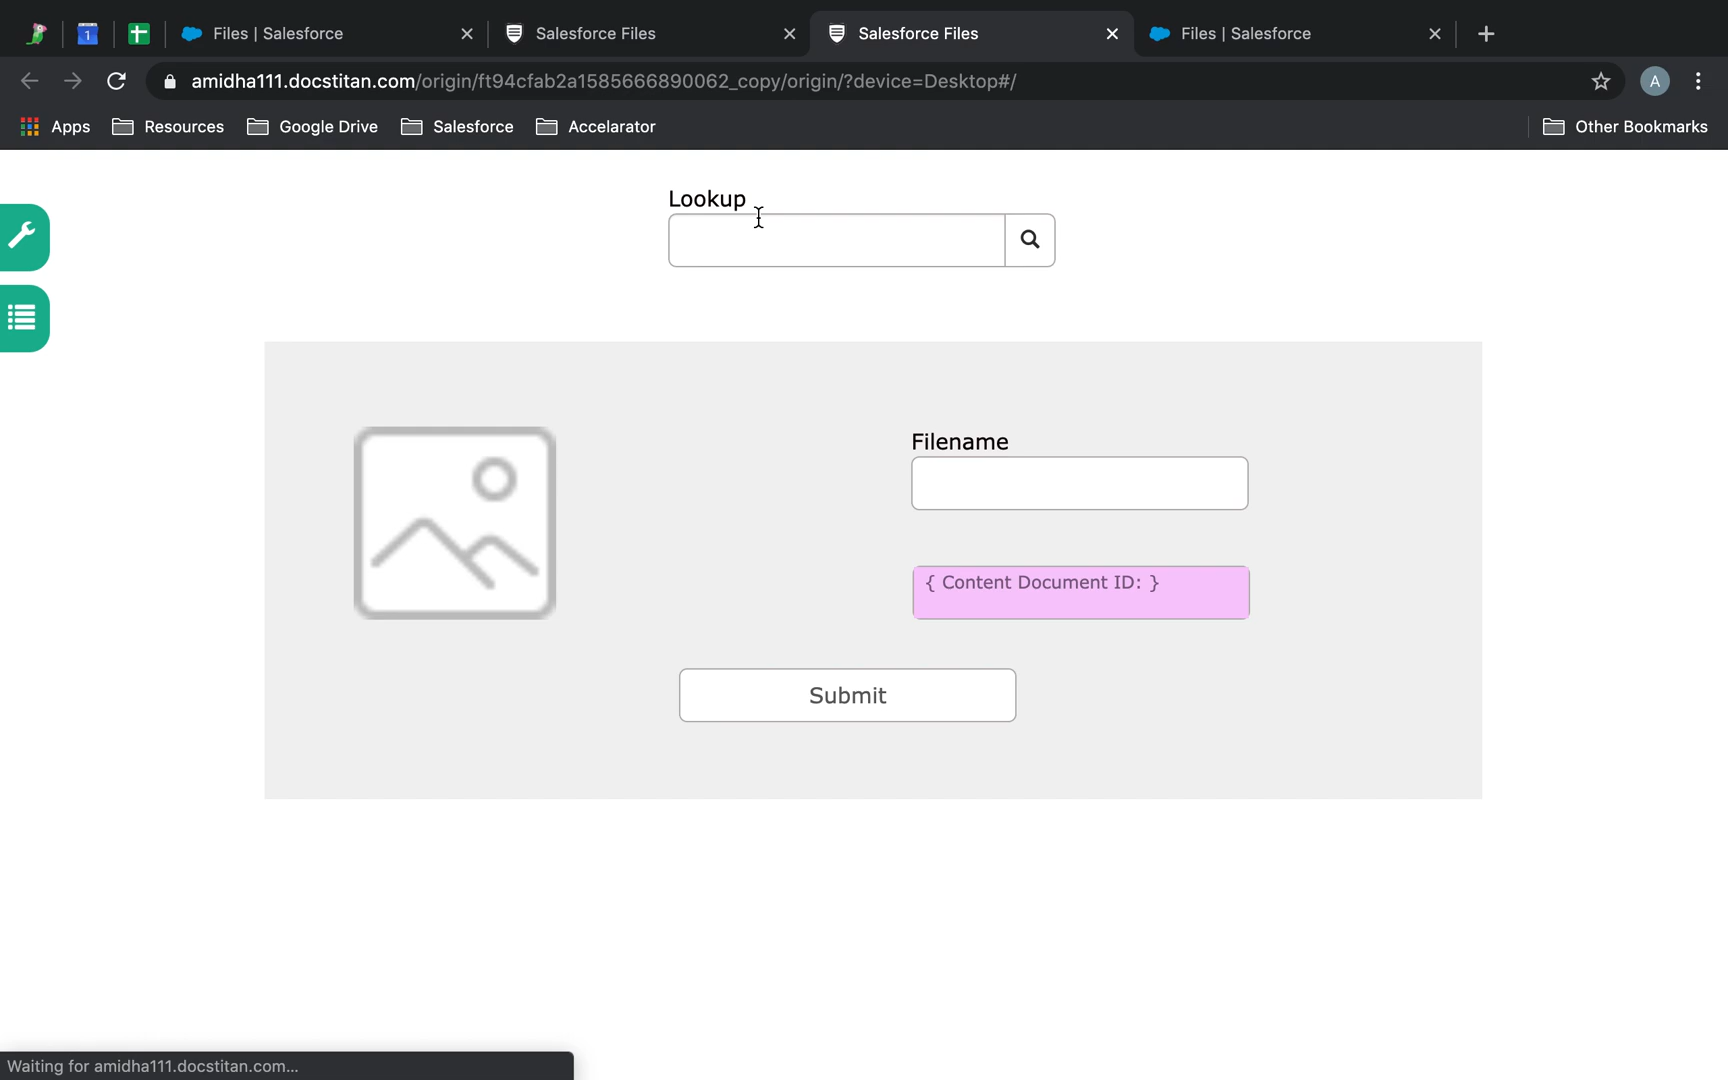 1
Files | Salesforce
Salesforce Files
Salesforce Files
Files | Salesforce
amidha111.docstitan.com/origin/ft94cfab2a1585666890062_copy/origin/?device=Desktop#/
A
Apps
Resources
Google Drive
Salesforce
Accelarator
Other Bookmarks
Lookup
Filename
{ Content Document ID: }
Submit
Waiting for amidha111.docstitan.com...